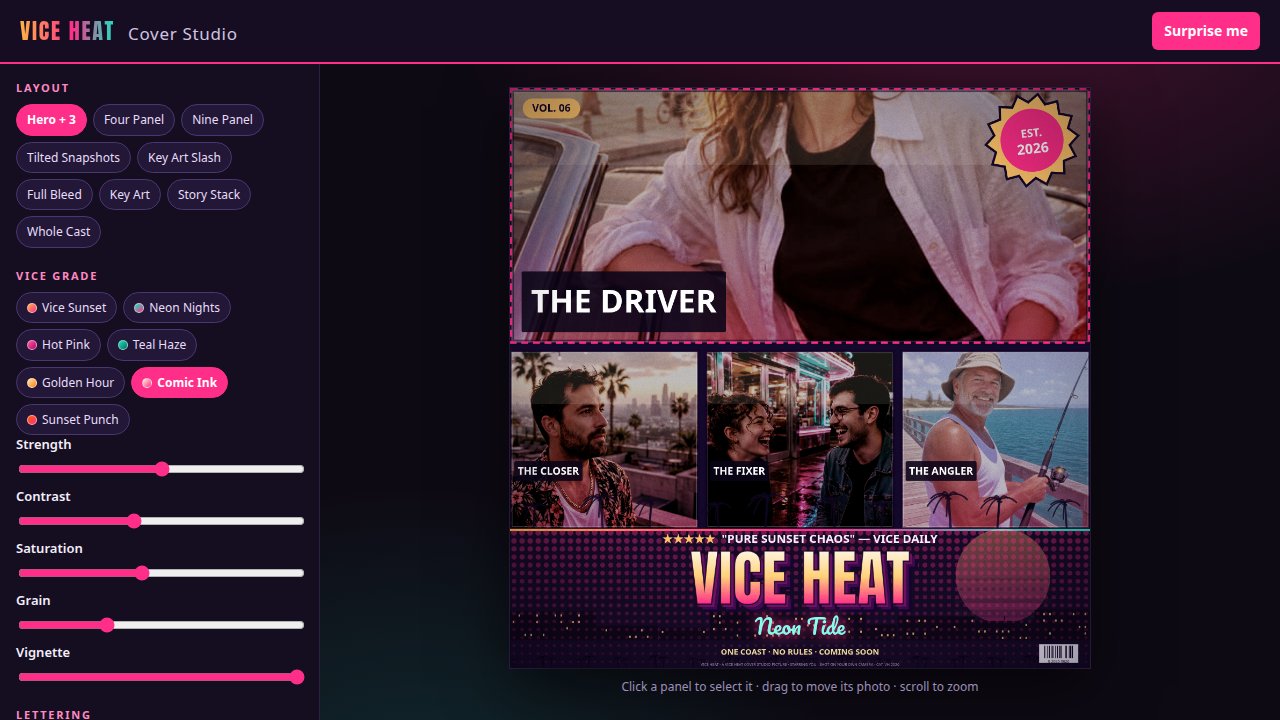 VICE HEAT Cover Studio
Surprise me
LAYOUT
Hero + 3
Four Panel
Nine Panel
Tilted Snapshots
Key Art Slash
Full Bleed
Key Art
Story Stack
Whole Cast
VICE GRADE
Vice Sunset
Neon Nights
Hot Pink
Teal Haze
Golden Hour
Comic Ink
Sunset Punch
Strength
Contrast
Saturation
Grain
Vignette
LETTERING
VOL. 06
EST.
2026
THE DRIVER
THE CLOSER
THE FIXER
THE ANGLER
★★★★★ "PURE SUNSET CHAOS" — VICE DAILY
VICE HEAT
Neon Tide
ONE COAST · NO RULES · COMING SOON
Click a panel to select it · drag to move its photo · scroll to zoom